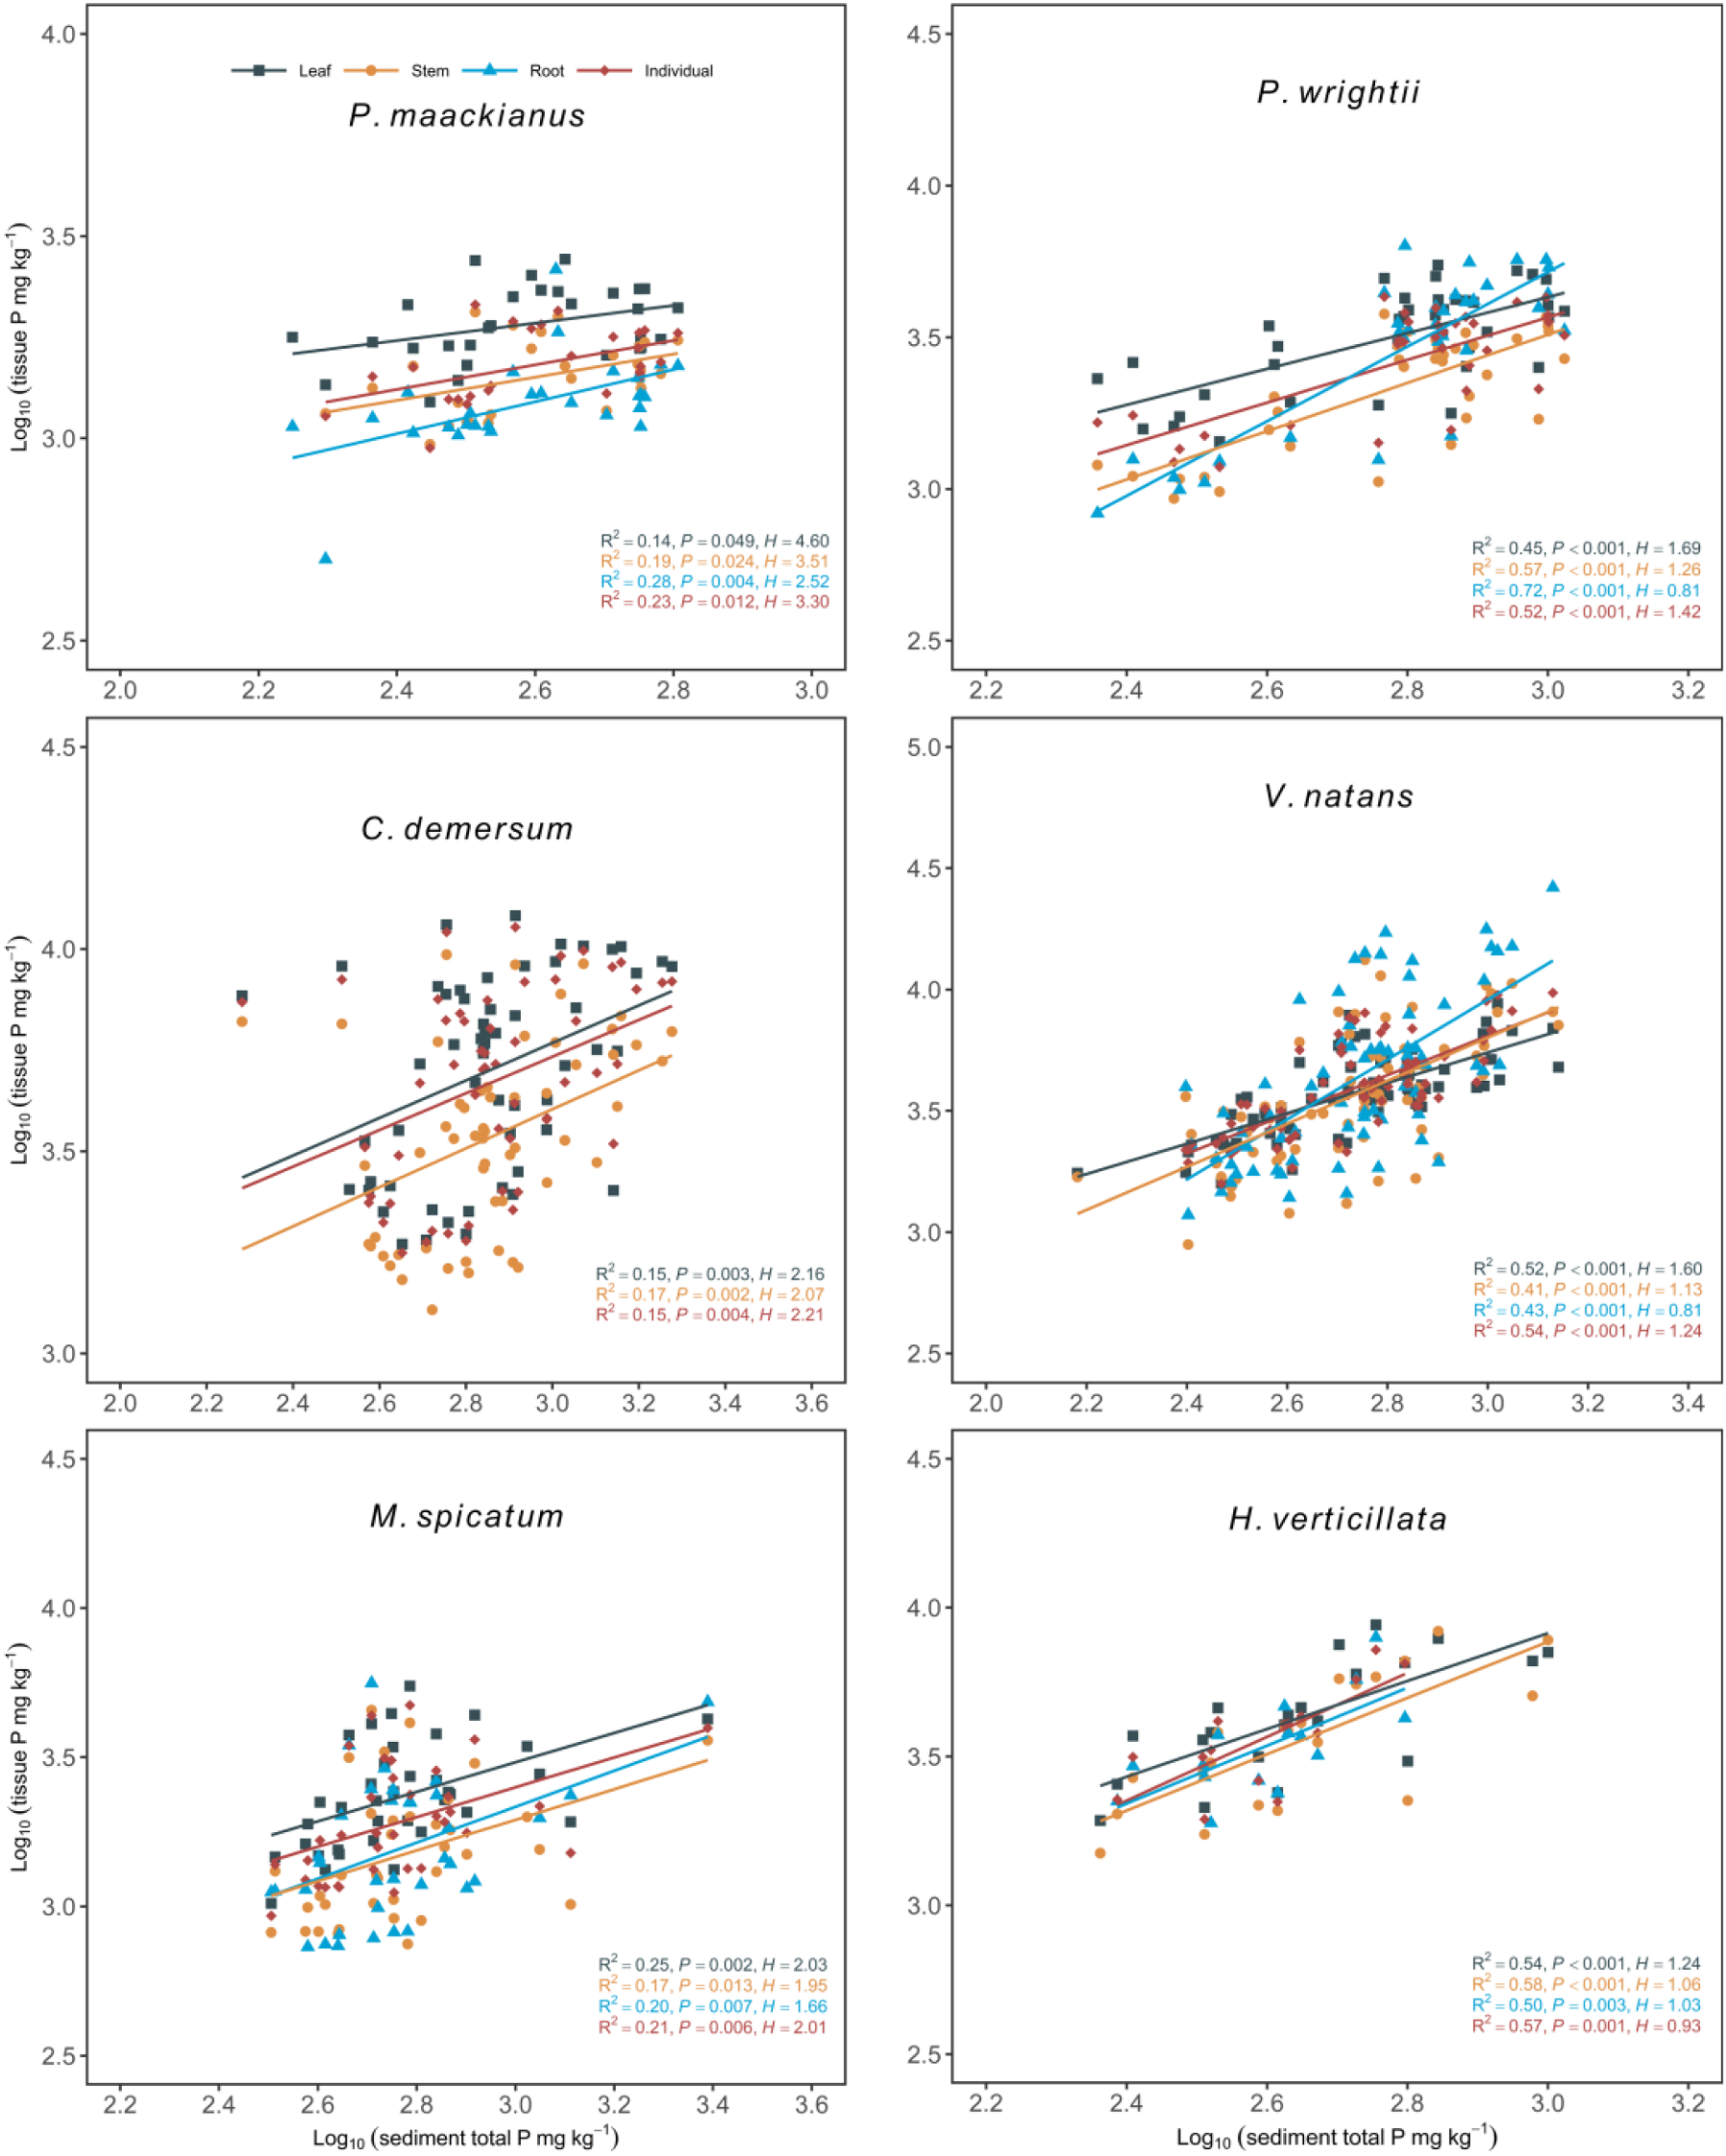 4.0
3.5
3.0
2.5
Log10 (tissue P mg kg−1)
Leaf Stem Root Individual
P. maackianus
R2 = 0.14, P = 0.049, H = 4.60
R2 = 0.19, P = 0.024, H = 3.51
R2 = 0.28, P = 0.004, H = 2.52
R2 = 0.23, P = 0.012, H = 3.30
2.0 2.2 2.4 2.6 2.8 3.0
4.5
4.0
3.5
3.0
2.5
P. wrightii
R2 = 0.45, P < 0.001, H = 1.69
R2 = 0.57, P < 0.001, H = 1.26
R2 = 0.72, P < 0.001, H = 0.81
R2 = 0.52, P < 0.001, H = 1.42
2.2 2.4 2.6 2.8 3.0 3.2
4.5
4.0
3.5
3.0
Log10 (tissue P mg kg−1)
C. demersum
R2 = 0.15, P = 0.003, H = 2.16
R2 = 0.17, P = 0.002, H = 2.07
R2 = 0.15, P = 0.004, H = 2.21
2.0 2.2 2.4 2.6 2.8 3.0 3.2 3.4 3.6
5.0
4.5
4.0
3.5
3.0
2.5
V. natans
R2 = 0.52, P < 0.001, H = 1.60
R2 = 0.41, P < 0.001, H = 1.13
R2 = 0.43, P < 0.001, H = 0.81
R2 = 0.54, P < 0.001, H = 1.24
2.0 2.2 2.4 2.6 2.8 3.0 3.2 3.4
4.5
4.0
3.5
3.0
2.5
Log10 (tissue P mg kg−1)
M. spicatum
R2 = 0.25, P = 0.002, H = 2.03
R2 = 0.17, P = 0.013, H = 1.95
R2 = 0.20, P = 0.007, H = 1.66
R2 = 0.21, P = 0.006, H = 2.01
2.2 2.4 2.6 2.8 3.0 3.2 3.4 3.6
Log10 (sediment total P mg kg−1)
4.5
4.0
3.5
3.0
2.5
H. verticillata
R2 = 0.54, P < 0.001, H = 1.24
R2 = 0.58, P < 0.001, H = 1.06
R2 = 0.50, P = 0.003, H = 1.03
R2 = 0.57, P = 0.001, H = 0.93
2.2 2.4 2.6 2.8 3.0 3.2
Log10 (sediment total P mg kg−1)